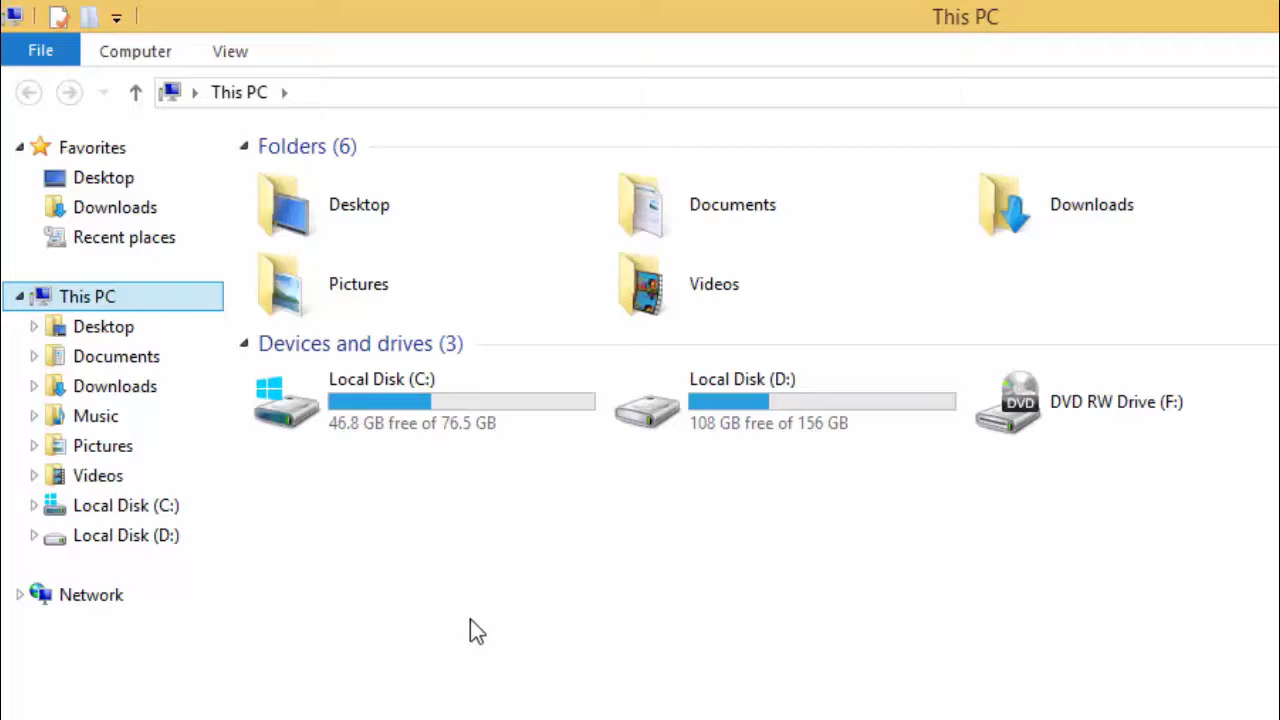 This PC
File Computer View
This PC
Favorites
Desktop
Downloads
Recent places
This PC
Desktop
Documents
Downloads
Music
Pictures
Videos
Local Disk (C:)
Local Disk (D:)
Network
Folders (6)
Desktop Documents Downloads
Pictures Videos
Devices and drives (3)
Local Disk (C:)
46.8 GB free of 76.5 GB
Local Disk (D:)
108 GB free of 156 GB
DVD
DVD RW Drive (F:)